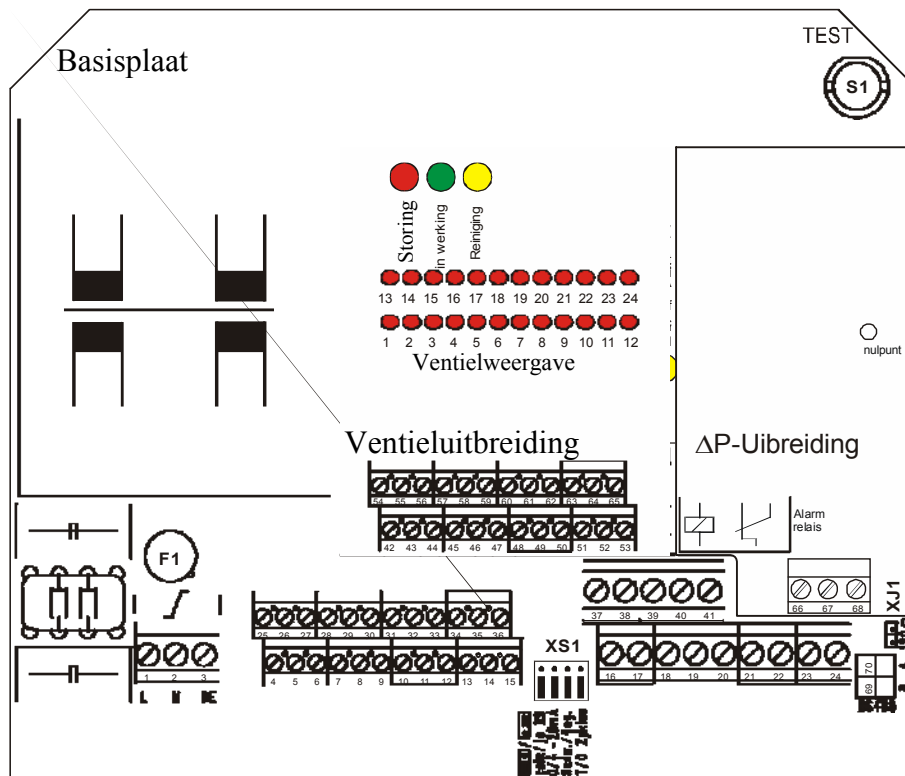 TEST
Basisplaat
S1
Storing
in werking
Reiniging
13 14 15 16 17 18 19 20 21 22 23 24
1 2 3 4 5 6 7 8 9 10 11 12
Ventielweergave
nulpunt
Ventieluitbreiding
ΔP-Uibreiding
54 55 56 57 58 59 60 61 62 63 64 65
Alarm
relais
42 43 44 45 46 47 48 49 50 51 52 53
F1
66 67 68
XJ1
37 38 39 40 41
25 26 27 28 29 30 31 32 33 34 35 36
XS1
1 2 3
4 5 6 7 8 9 10 11 12 13 14 15
16 17 18 19 20 21 22 23 24
69 70
L N PE